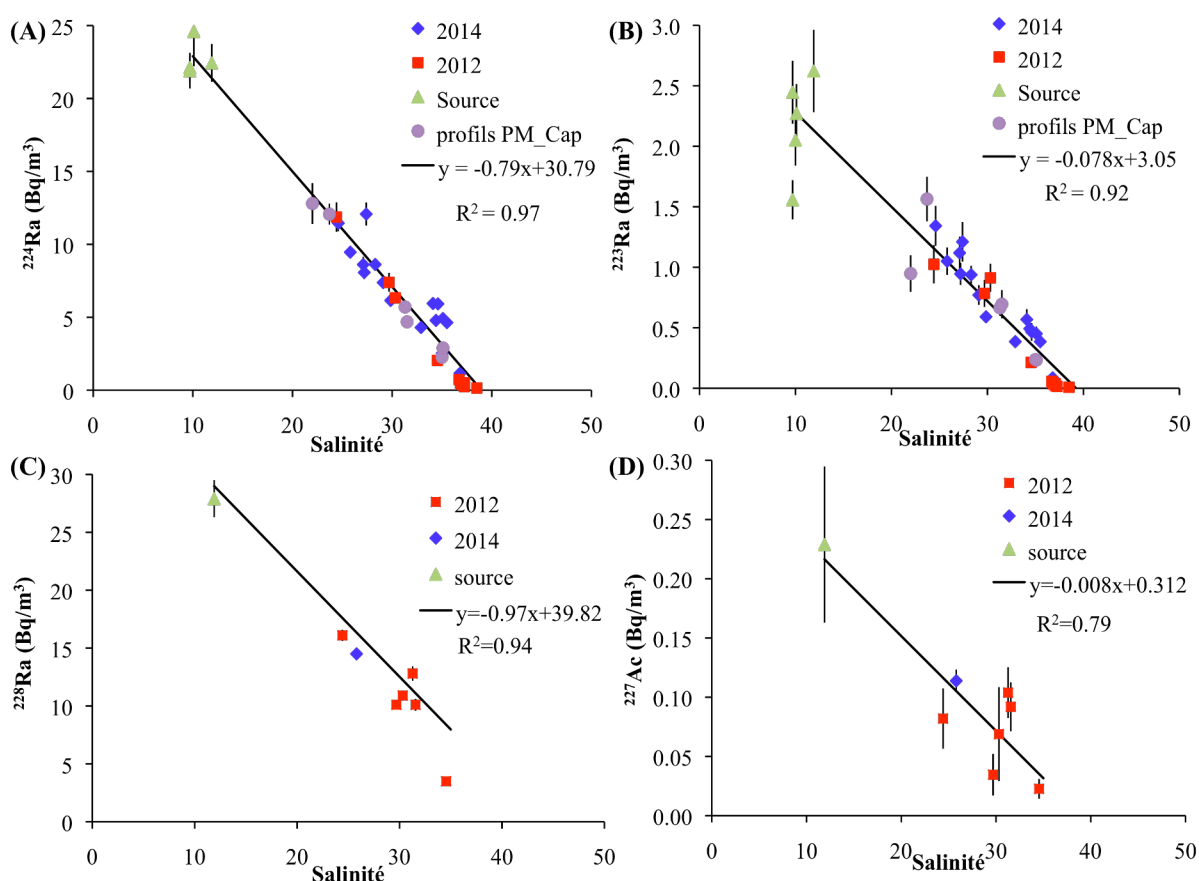 (A)
25
20
15
10
5
0
²²⁴Ra (Bq/m³)
2014
2012
Source
profils PM_Cap
y = -0.79x+30.79
R² = 0.97
0 10 20 30 40 50
Salinité
(B)
3.0
2.5
2.0
1.5
1.0
0.5
0.0
²²³Ra (Bq/m³)
2014
2012
Source
profils PM_Cap
y = -0.078x+3.05
R² = 0.92
0 10 20 30 40 50
Salinité
(C)
30
25
20
15
10
5
0
²²⁸Ra (Bq/m³)
2012
2014
source
y=-0.97x+39.82
R²=0.94
0 10 20 30 40 50
Salinité
(D)
0.30
0.25
0.20
0.15
0.10
0.05
0.00
²²⁷Ac (Bq/m³)
2012
2014
source
y=-0.008x+0.312
R²=0.79
0 10 20 30 40 50
Salinité